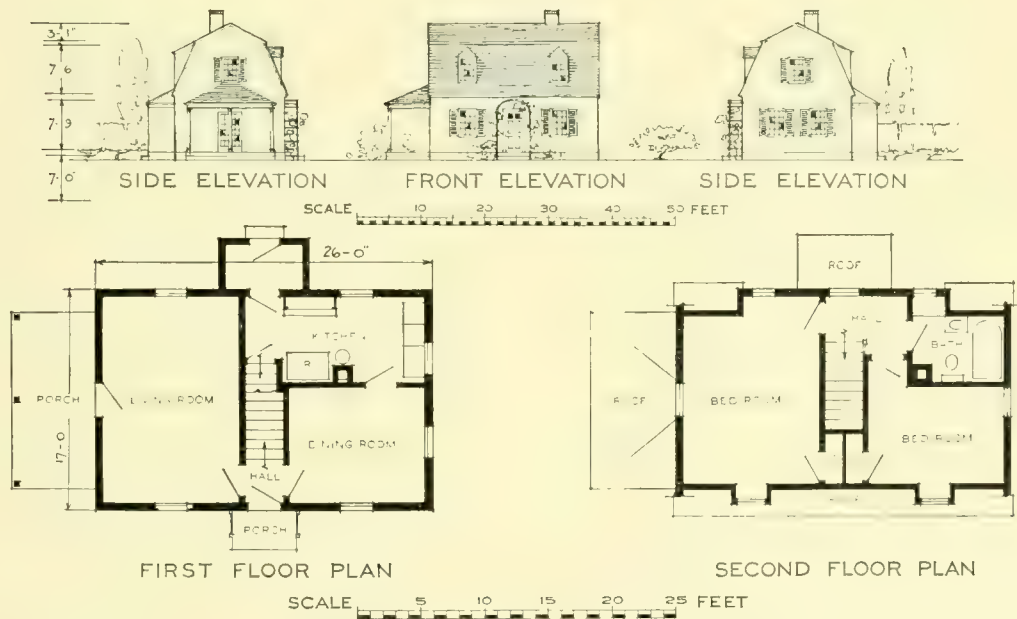 3-1"
7-6
7-9
7-0
SIDE ELEVATION
FRONT ELEVATION
SIDE ELEVATION
SCALE 10 20 30 40 50 FEET
26-0"
17-0
PORCH
LIVING ROOM
KITCHEN
R
DINING ROOM
HALL
PORCH
FIRST FLOOR PLAN
ROOF
HALL
BATH
ROOF
BED ROOM
BED ROOM
SECOND FLOOR PLAN
SCALE 5 10 15 20 25 FEET